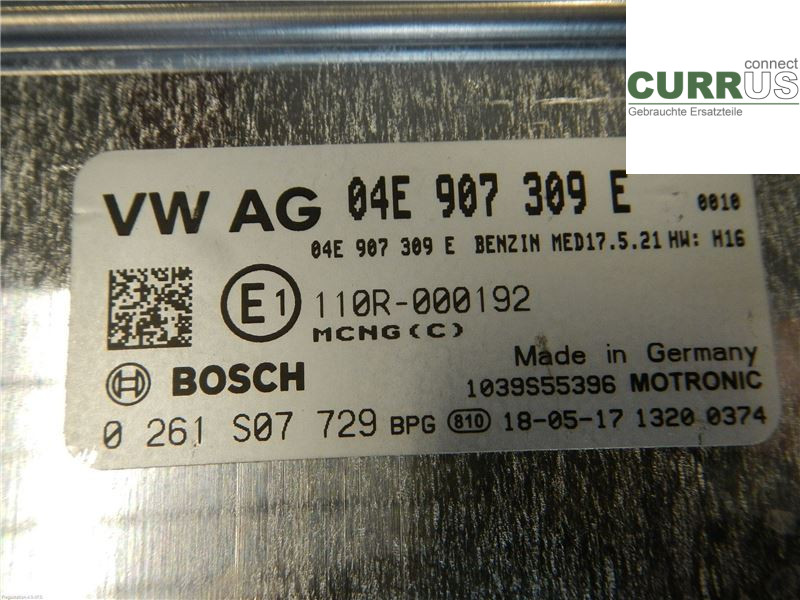 connect
CURRUS
Gebrauchte Ersatzteile
VW AG 04E 907 309 E 0010
04E 907 309 E BENZIN MED17.5.21 HW: H16
E1 110R-000192
MCNG(C)
Made in Germany
BOSCH 1039S55396 MOTRONIC
0 261 S07 729 BPG 810 18-05-17 1320 0374